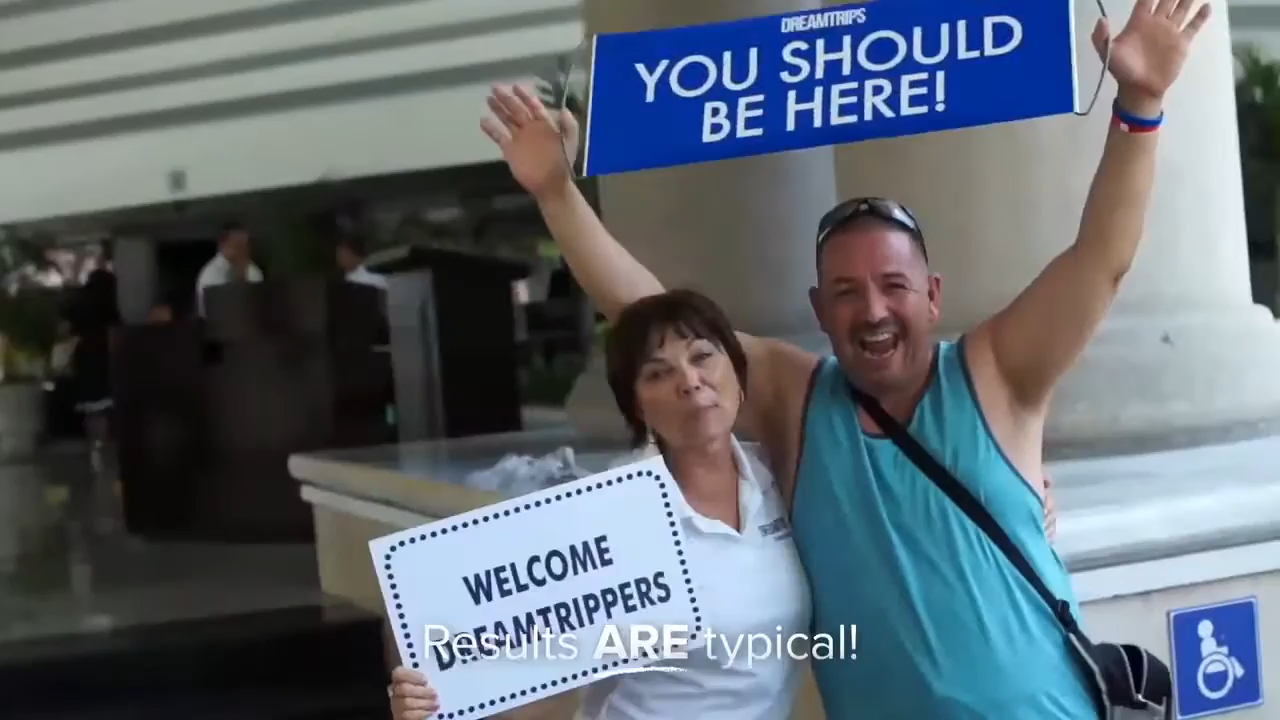 DREAMTRIPS
YOU SHOULD
BE HERE!
WELCOME
DREAMTRIPPERS
Results ARE typical!